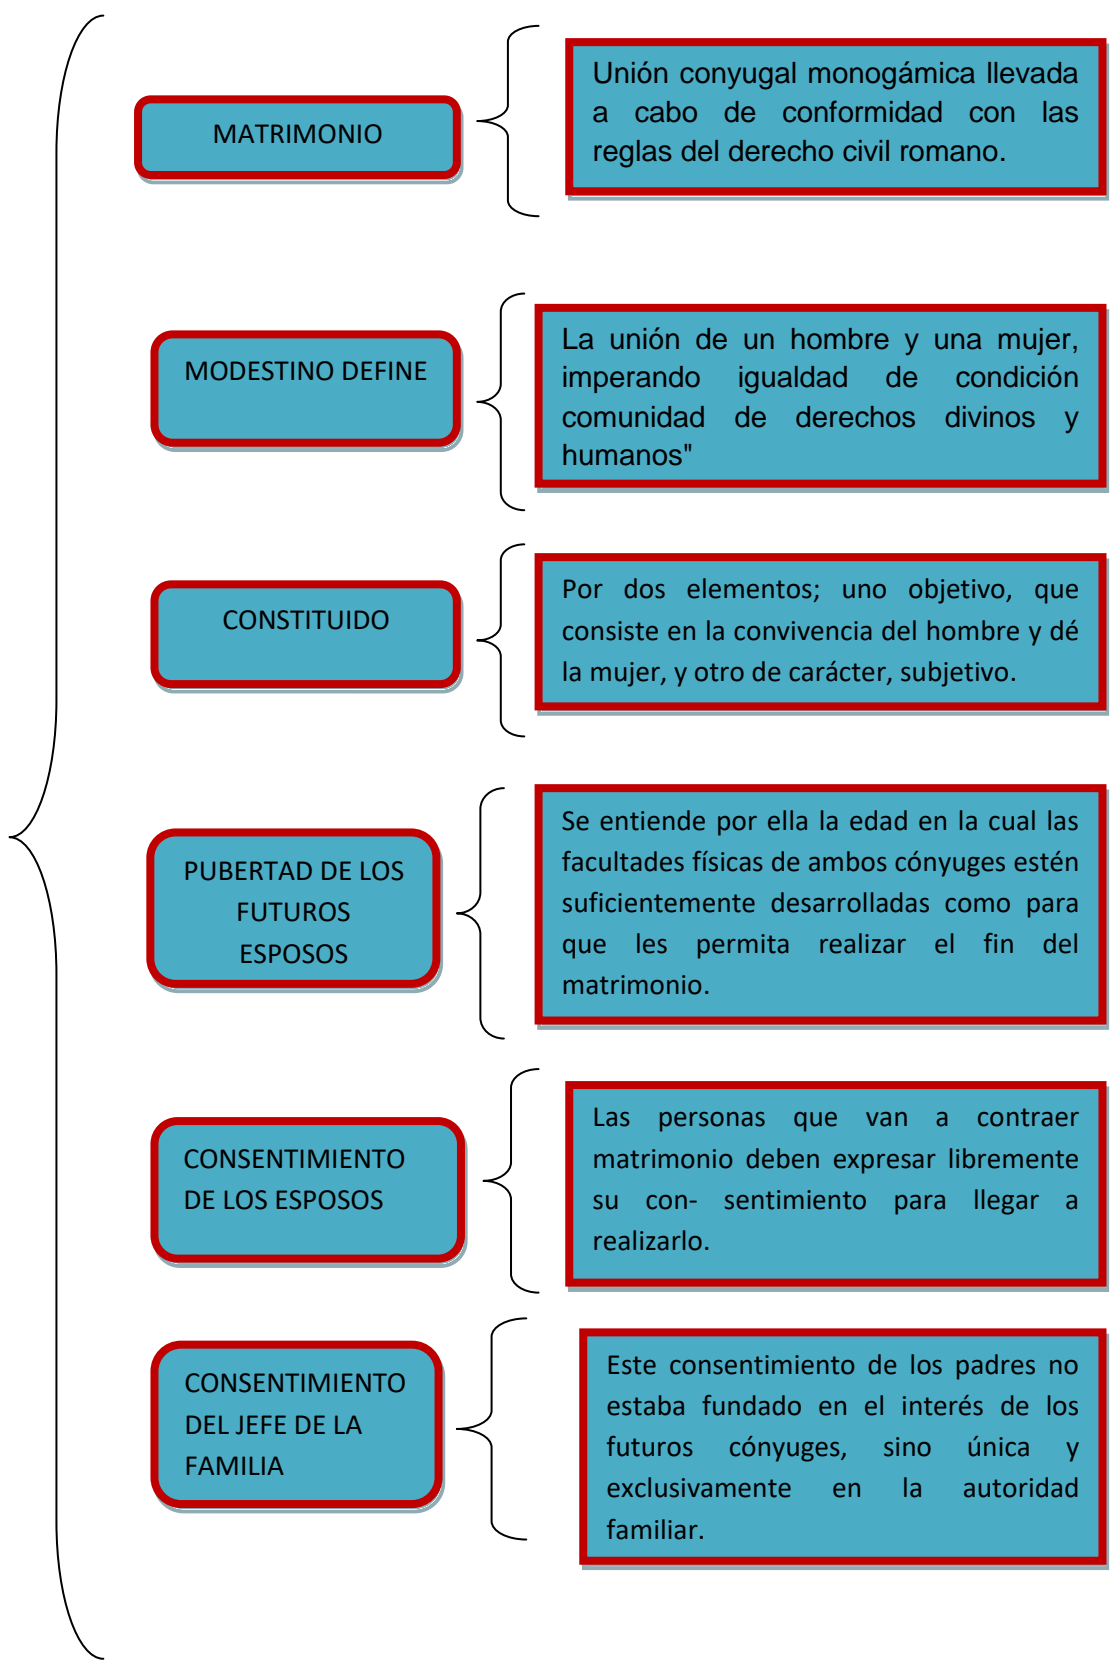 MATRIMONIO
Unión conyugal monogámica llevada
a cabo de conformidad con las
reglas del derecho civil romano.
MODESTINO DEFINE
La unión de un hombre y una mujer,
imperando igualdad de condición
comunidad de derechos divinos y
humanos"
CONSTITUIDO
Por dos elementos; uno objetivo, que
consiste en la convivencia del hombre y dé
la mujer, y otro de carácter, subjetivo.
PUBERTAD DE LOS
FUTUROS
ESPOSOS
Se entiende por ella la edad en la cual las
facultades físicas de ambos cónyuges estén
suficientemente desarrolladas como para
que les permita realizar el fin del
matrimonio.
CONSENTIMIENTO
DE LOS ESPOSOS
Las personas que van a contraer
matrimonio deben expresar libremente
su con- sentimiento para llegar a
realizarlo.
CONSENTIMIENTO
DEL JEFE DE LA
FAMILIA
Este consentimiento de los padres no
estaba fundado en el interés de los
futuros cónyuges, sino única y
exclusivamente en la autoridad
familiar.